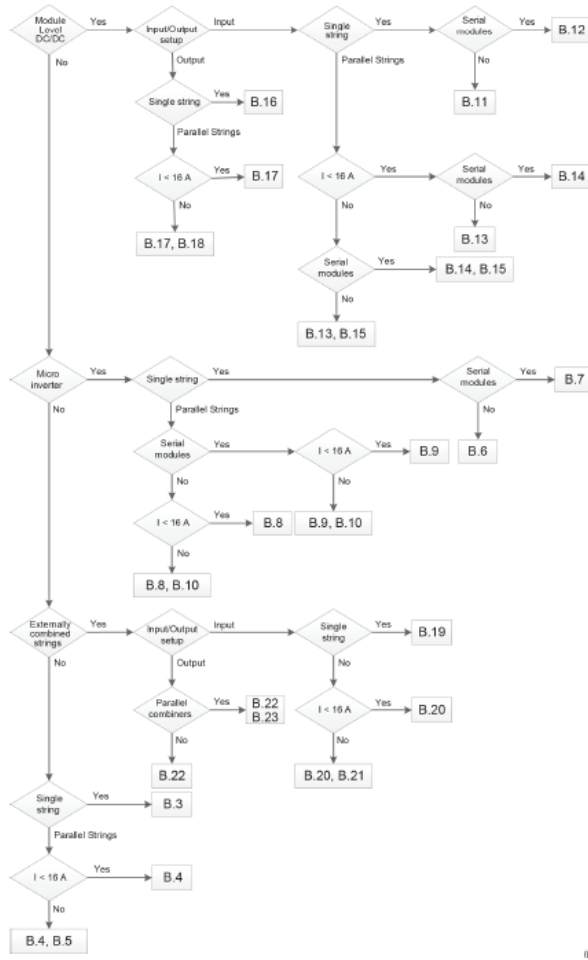 Module Level DC/DC
Yes
Input/Output setup
Input
Single string
Yes
Serial modules
Yes
B.12
No
Output
Parallel Strings
No
B.11
Single string
Yes
B.16
Parallel Strings
I < 16 A
Yes
B.17
I < 16 A
Yes
Serial modules
Yes
B.14
No
No
No
B.17, B.18
B.13
Serial modules
Yes
B.14, B.15
No
B.13, B.15
Micro inverter
Yes
Single string
Yes
Serial modules
Yes
B.7
No
Parallel Strings
No
B.6
Serial modules
Yes
I < 16 A
Yes
B.9
No
No
I < 16 A
Yes
B.8
B.9, B.10
No
B.8, B.10
Externally combined strings
Yes
Input/Output setup
Input
Single string
Yes
B.19
No
Output
No
Parallel combiners
Yes
B.22
B.23
I < 16 A
Yes
B.20
No
No
B.22
B.20, B.21
Single string
Yes
B.3
Parallel Strings
I < 16 A
Yes
B.4
No
B.4, B.5